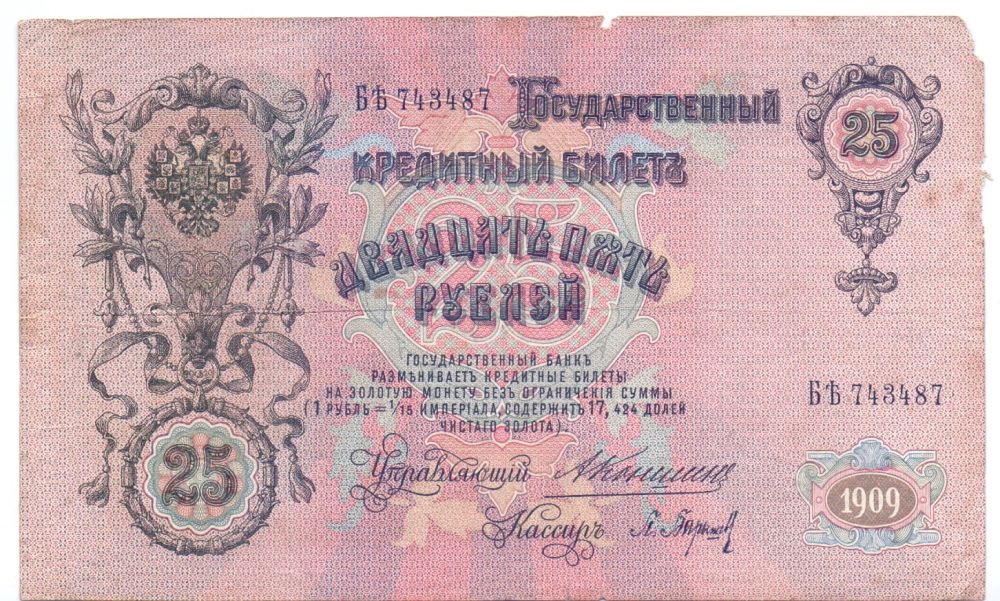 БѢ 743487
Государственный
25
Кредитный Билетъ
25
Двадцать пять
рублей
Государственный банкъ
размѣниваетъ кредитные билеты
на золотую монету безъ ограниченія суммы
(1 рубль = 1/15 имперіала, содержитъ 17, 424 долей
чистаго золота).
БѢ 743487
25
Управляющій
Кассиръ
1909